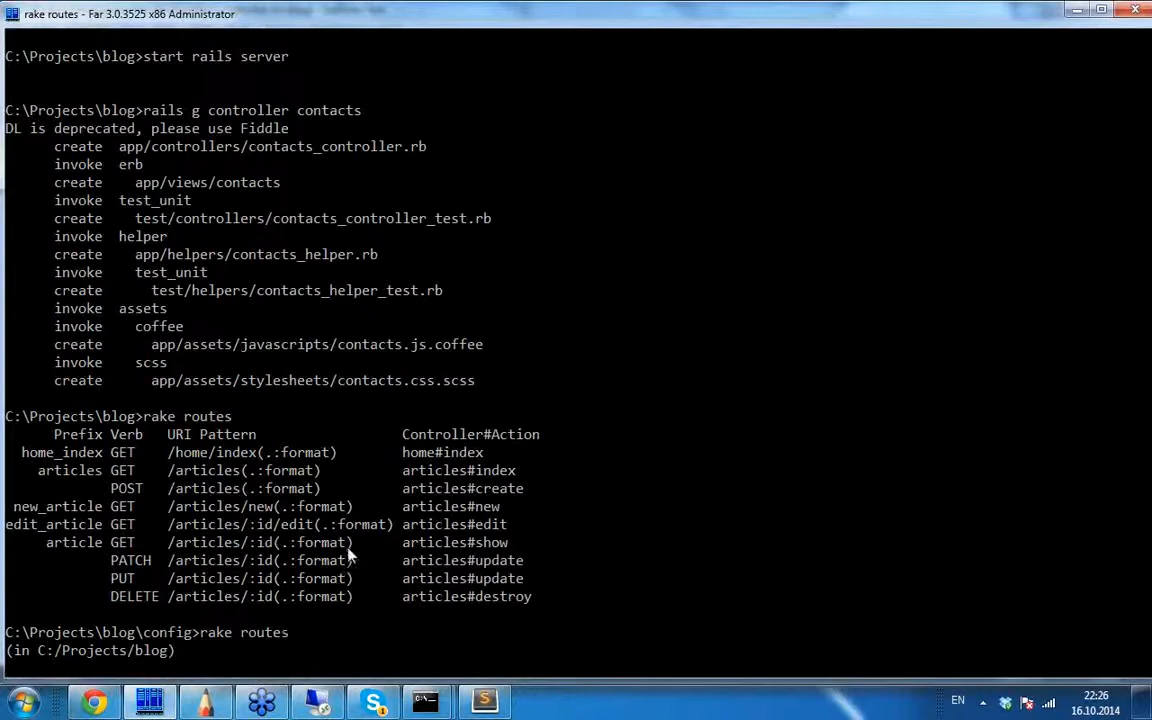 rake routes - Far 3.0.3525 x86 Administrator
C:\Projects\blog>start rails server
C:\Projects\blog>rails g controller contacts
DL is deprecated, please use Fiddle
create app/controllers/contacts_controller.rb
invoke erb
create app/views/contacts
invoke test_unit
create test/controllers/contacts_controller_test.rb
invoke helper
create app/helpers/contacts_helper.rb
invoke test_unit
create test/helpers/contacts_helper_test.rb
invoke assets
invoke coffee
create app/assets/javascripts/contacts.js.coffee
invoke scss
create app/assets/stylesheets/contacts.css.scss
C:\Projects\blog>rake routes
Prefix Verb URI Pattern Controller#Action
home_index GET /home/index(.:format) home#index
articles GET /articles(.:format) articles#index
POST /articles(.:format) articles#create
new_article GET /articles/new(.:format) articles#new
edit_article GET /articles/:id/edit(.:format) articles#edit
article GET /articles/:id(.:format) articles#show
PATCH /articles/:id(.:format) articles#update
PUT /articles/:id(.:format) articles#update
DELETE /articles/:id(.:format) articles#destroy
C:\Projects\blog\config>rake routes
(in C:/Projects/blog)
EN
22:26
16.10.2014